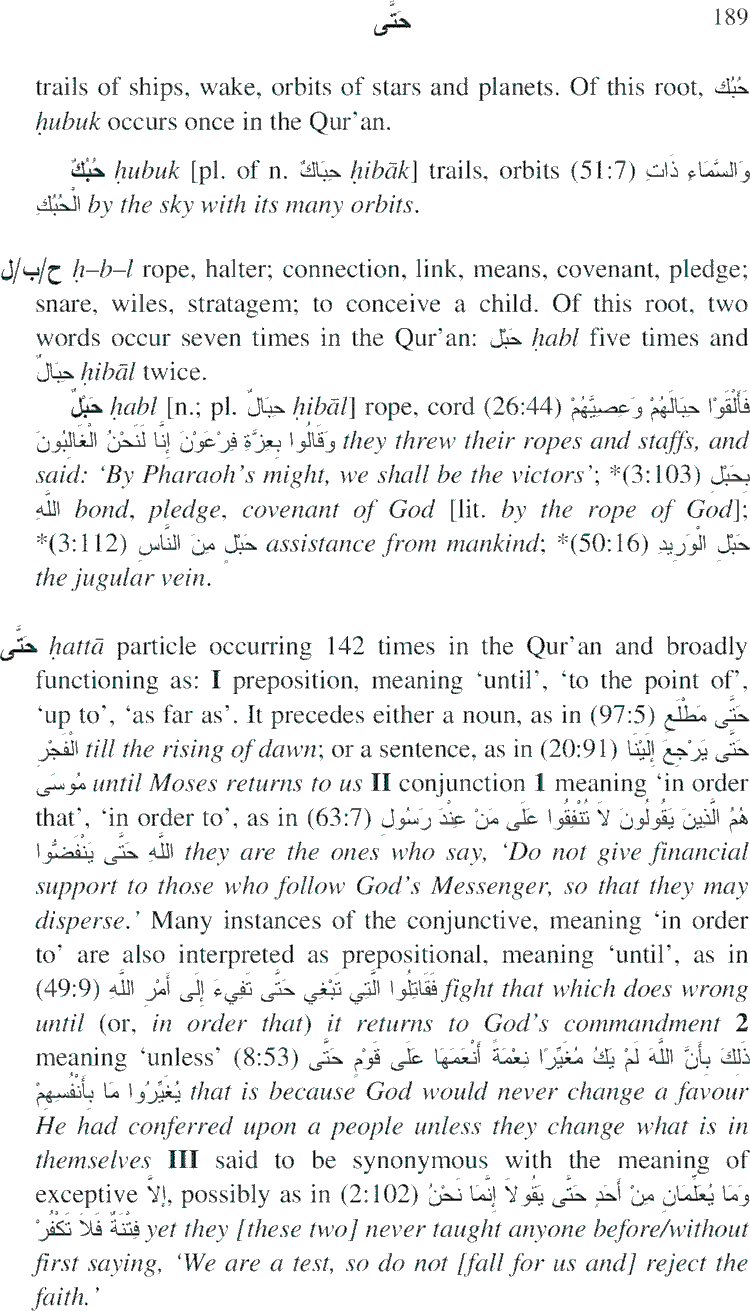 حَتَّى 189
trails of ships, wake, orbits of stars and planets. Of this root, حُبُك
ḥubuk occurs once in the Qur’an.
حُبُكٌ ḥubuk [pl. of n. حِبَاكٌ ḥibāk] trails, orbits (51:7) وَالسَّمَاءِ ذَاتِ
الْحُبُكِ by the sky with its many orbits.
ح/ب/ل ḥ–b–l rope, halter; connection, link, means, covenant, pledge;
snare, wiles, stratagem; to conceive a child. Of this root, two
words occur seven times in the Qur’an: حَبْل ḥabl five times and
حِبَالٌ ḥibāl twice.
حَبْلٌ ḥabl [n.; pl. حِبَالٌ ḥibāl] rope, cord (26:44) فَأَلْقَوْا حِبَالَهُمْ وَعِصِيَّهُمْ
وَقَالُوا بِعِزَّةِ فِرْعَوْنَ إِنَّا لَنَحْنُ الْغَالِبُونَ they threw their ropes and staffs, and
said: ‘By Pharaoh’s might, we shall be the victors’; *(3:103) بِحَبْلِ
اللَّهِ bond, pledge, covenant of God [lit. by the rope of God];
*(3:112) حَبْلٍ مِنَ النَّاسِ assistance from mankind; *(50:16) حَبْلِ الْوَرِيدِ
the jugular vein.
حَتَّى ḥattā particle occurring 142 times in the Qur’an and broadly
functioning as: I preposition, meaning ‘until’, ‘to the point of’,
‘up to’, ‘as far as’. It precedes either a noun, as in (97:5) حَتَّى مَطْلَعِ
الْفَجْرِ till the rising of dawn; or a sentence, as in (20:91) حَتَّى يَرْجِعَ إِلَيْنَا
مُوسَى until Moses returns to us II conjunction 1 meaning ‘in order
that’, ‘in order to’, as in (63:7) هُمُ الَّذِينَ يَقُولُونَ لاَ تُنْفِقُوا عَلَى مَنْ عِنْدَ رَسُولِ
اللَّهِ حَتَّى يَنْفَضُّوا they are the ones who say, ‘Do not give financial
support to those who follow God’s Messenger, so that they may
disperse.’ Many instances of the conjunctive, meaning ‘in order
to’ are also interpreted as prepositional, meaning ‘until’, as in
(49:9) فَقَاتِلُوا الَّتِي تَبْغِي حَتَّى تَفِيءَ إِلَى أَمْرِ اللَّهِ fight that which does wrong
until (or, in order that) it returns to God’s commandment 2
meaning ‘unless’ (8:53) ذَلِكَ بِأَنَّ اللَّهَ لَمْ يَكُ مُغَيِّرًا نِعْمَةً أَنْعَمَهَا عَلَى قَوْمٍ حَتَّى
يُغَيِّرُوا مَا بِأَنْفُسِهِمْ that is because God would never change a favour
He had conferred upon a people unless they change what is in
themselves III said to be synonymous with the meaning of
exceptive إِلاَّ, possibly as in (2:102) وَمَا يُعَلِّمَانِ مِنْ أَحَدٍ حَتَّى يَقُولاَ إِنَّمَا نَحْنُ
فِتْنَةٌ فَلاَ تَكْفُرْ yet they [these two] never taught anyone before/without
first saying, ‘We are a test, so do not [fall for us and] reject the
faith.’